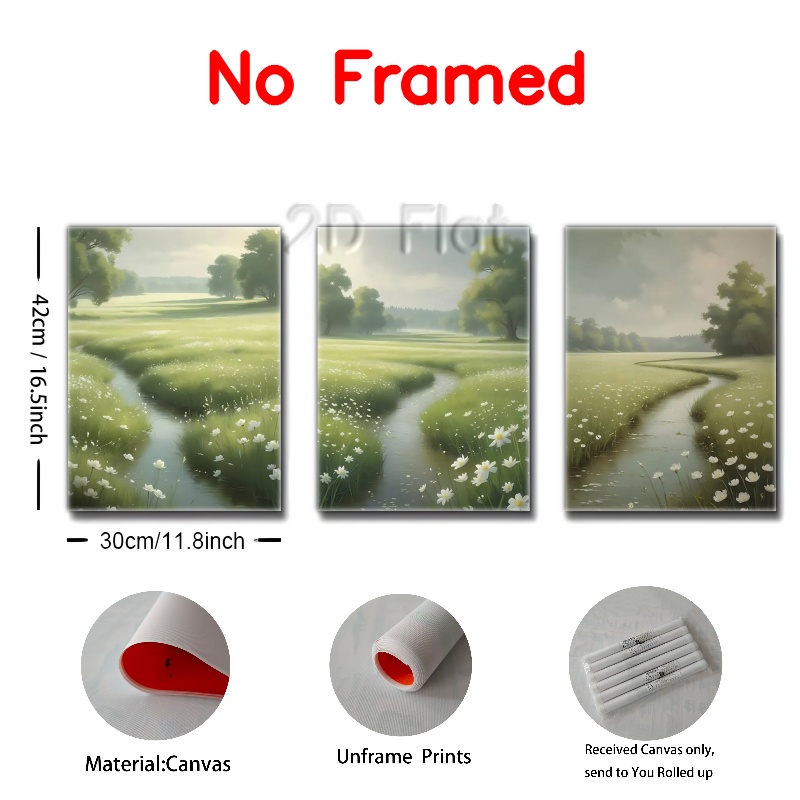 No Framed
2D Flat
42cm / 16.5inch
30cm/11.8inch
Material:Canvas
Unframe Prints
Received Canvas only,
send to You Rolled up